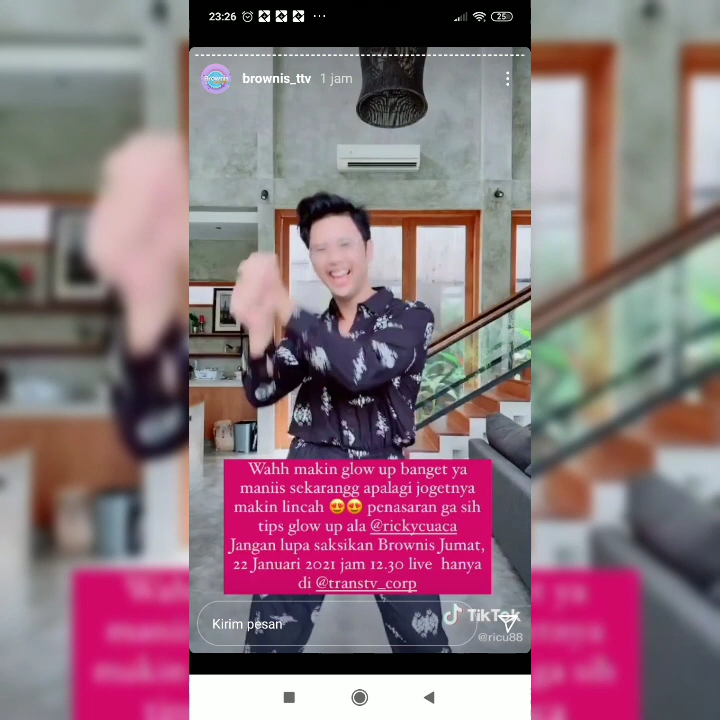 23:26
25
Brownis
brownis_ttv 1 jam
Wahh makin glow up banget ya
maniis sekarangg apalagi jogetnya
makin lincah 😍😍 penasaran ga sih
tips glow up ala @rickycuaca
Jangan lupa saksikan Brownis Jumat,
22 Januari 2021 jam 12.30 live hanya
di @transtv_corp
Kirim pesan
TikTok
@ricu88